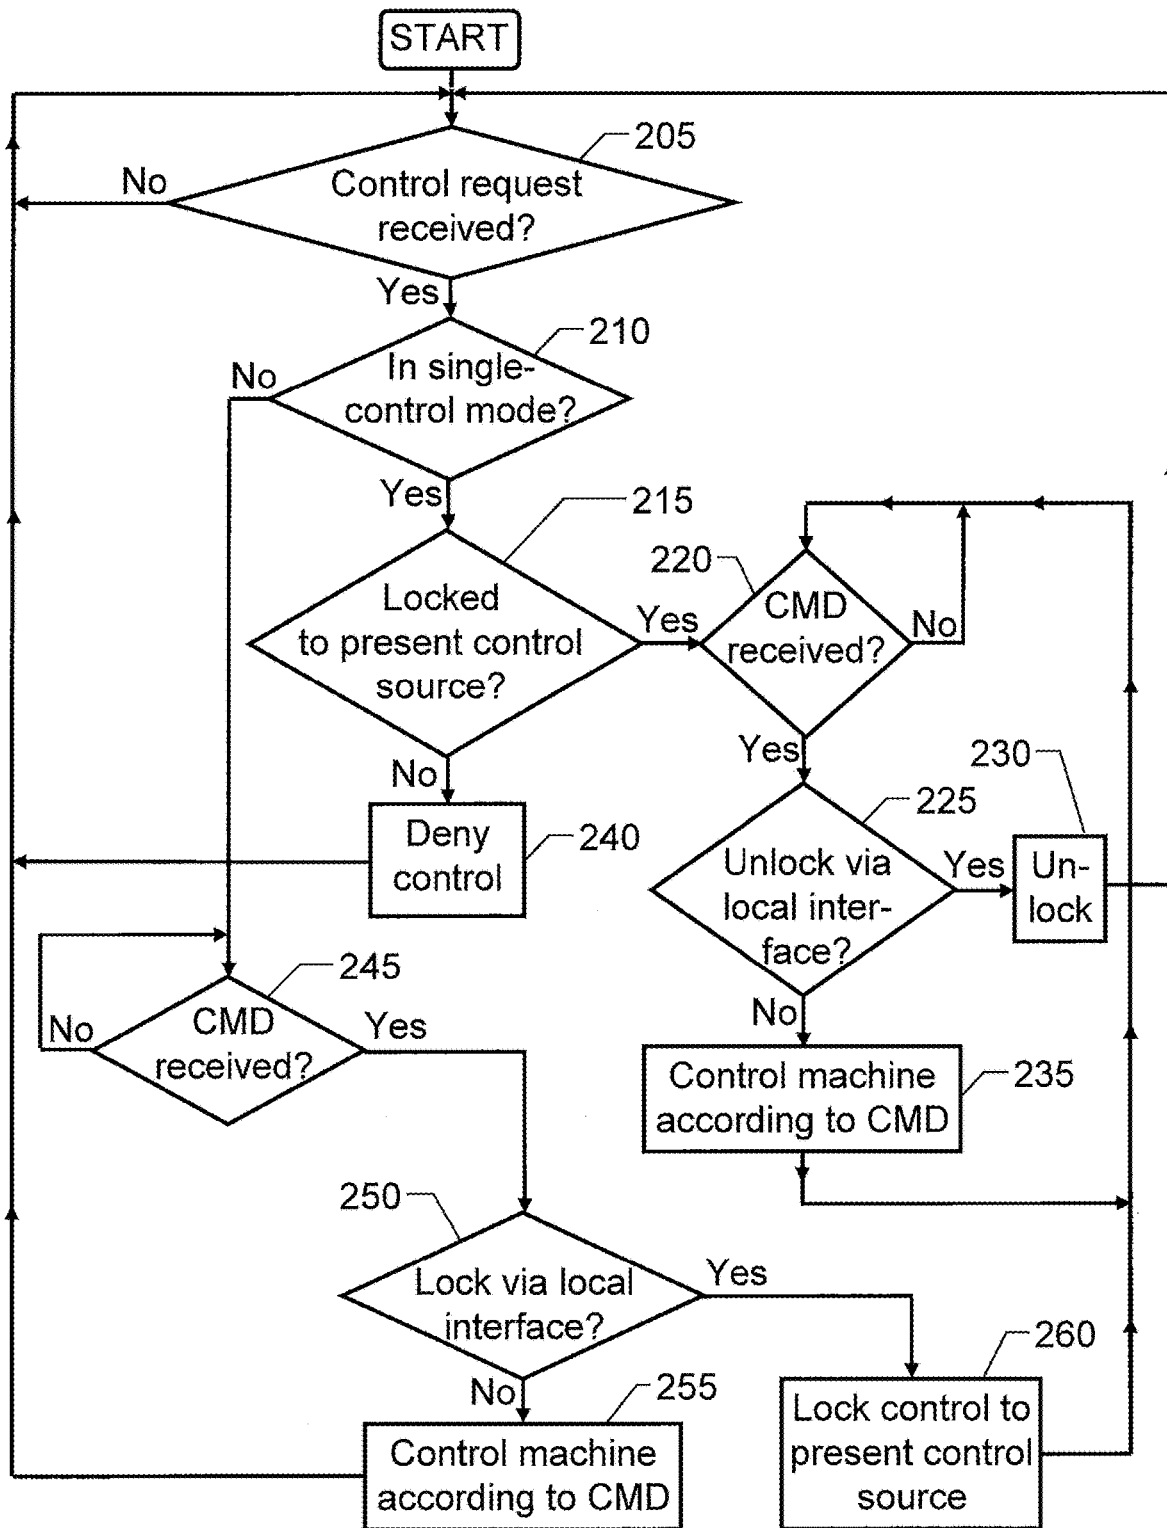 START
205
No
Control request
received?
Yes
210
No
In single-
control mode?
Yes
215
Locked
to present control
source?
Yes
220
CMD
received?
No
No
Yes
230
225
Deny
control
240
Unlock via
local inter-
face?
Yes
Un-
lock
245
No
CMD
received?
Yes
No
Control machine
according to CMD
235
250
Lock via local
interface?
Yes
260
No
255
Control machine
according to CMD
Lock control to
present control
source